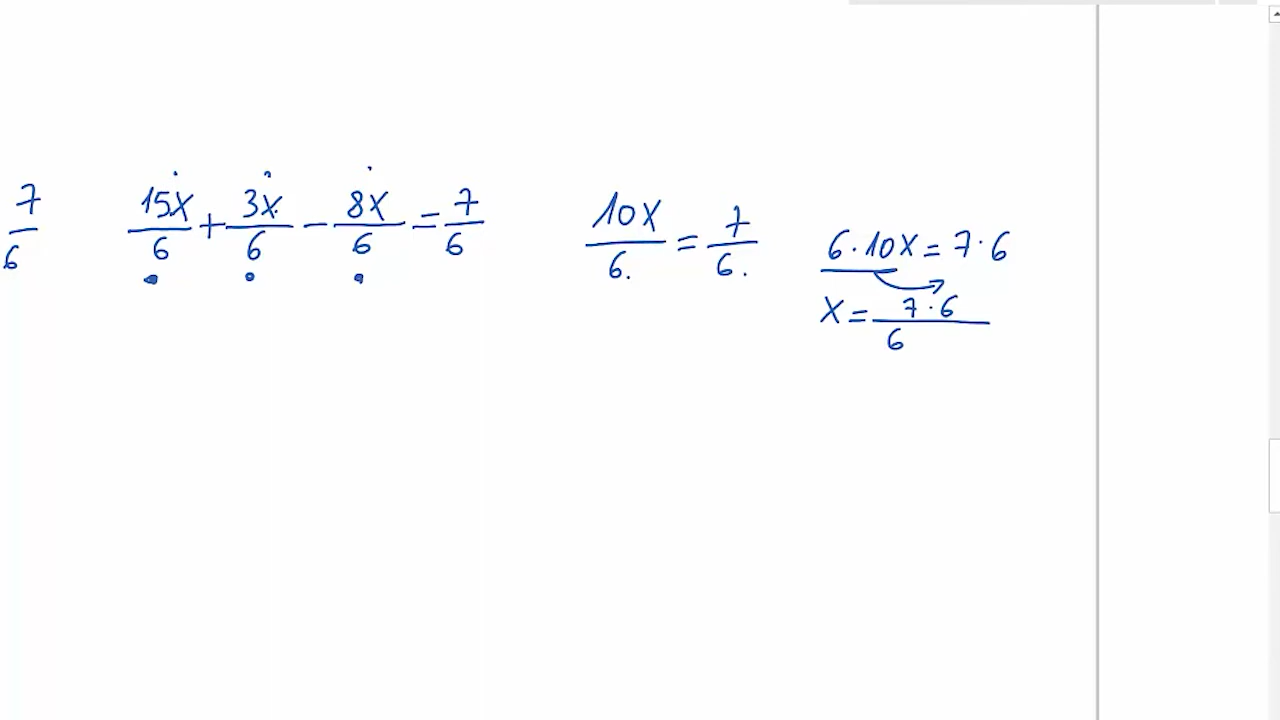 7/6
15x/6 + 3x/6 - 8x/6 = 7/6
10x/6 = 7/6
6·10x = 7·6
x = 7·6/6